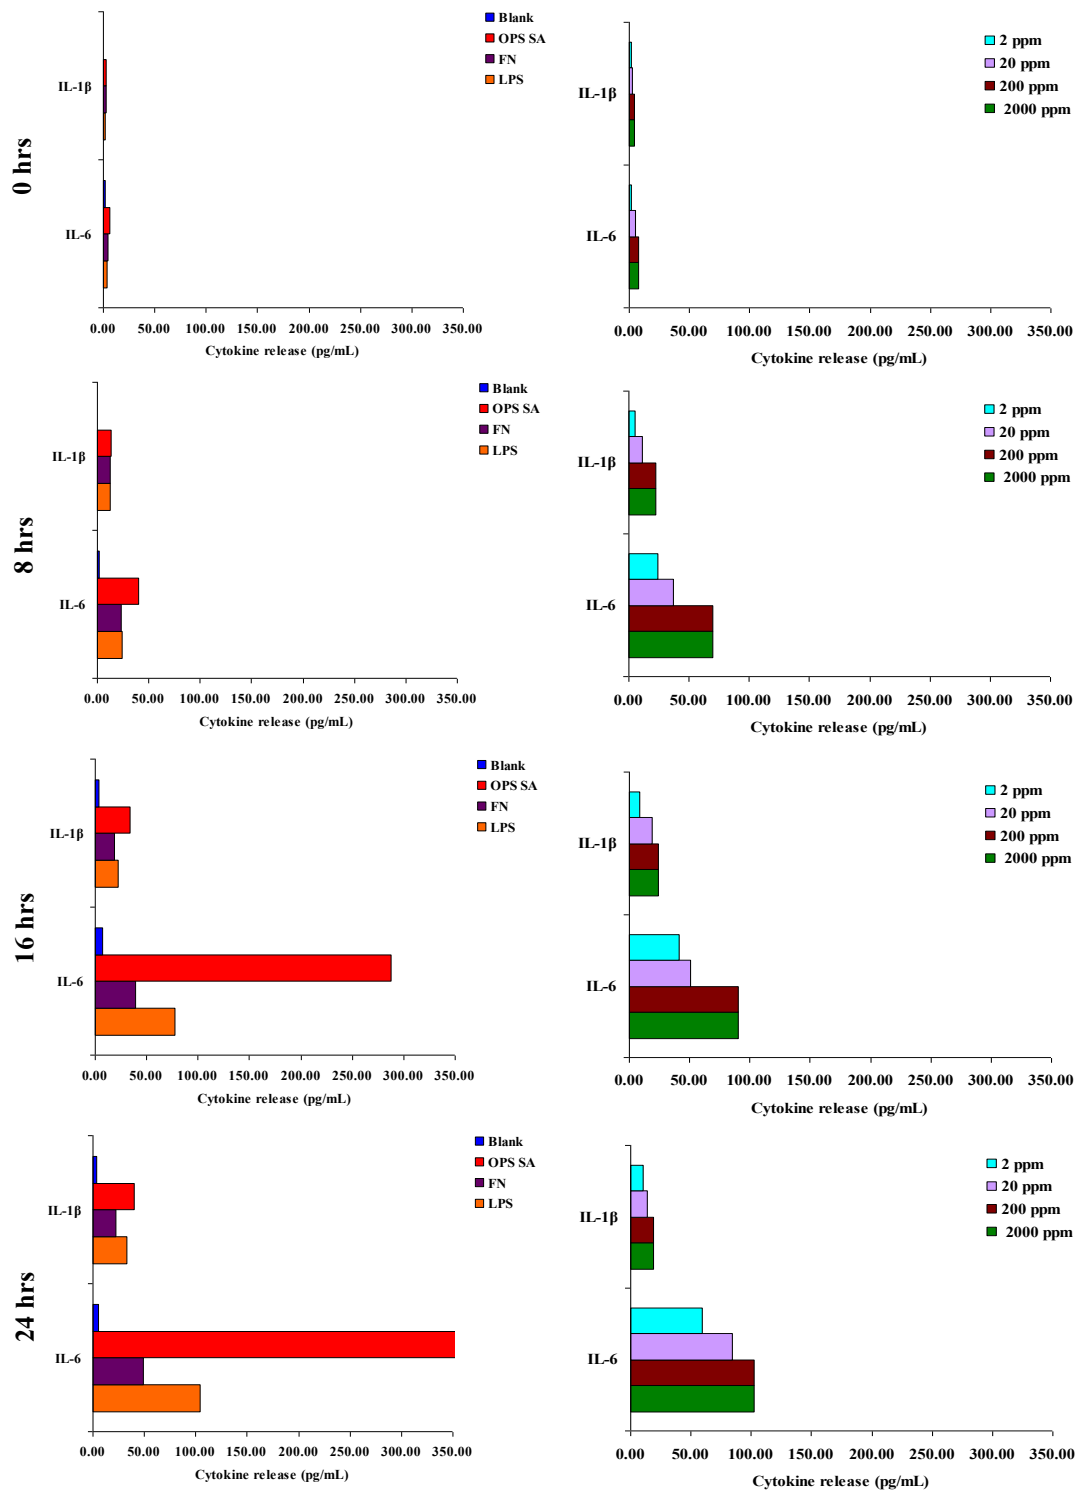 0 hrs
Blank
OPS SA
FN
LPS
IL-1β
IL-6
0.00 50.00 100.00 150.00 200.00 250.00 300.00 350.00
Cytokine release (pg/mL)
2 ppm
20 ppm
200 ppm
2000 ppm
IL-1β
IL-6
0.00 50.00 100.00 150.00 200.00 250.00 300.00 350.00
Cytokine release (pg/mL)
8 hrs
Blank
OPS SA
FN
LPS
IL-1β
IL-6
0.00 50.00 100.00 150.00 200.00 250.00 300.00 350.00
Cytokine release (pg/mL)
2 ppm
20 ppm
200 ppm
2000 ppm
IL-1β
IL-6
0.00 50.00 100.00 150.00 200.00 250.00 300.00 350.00
Cytokine release (pg/mL)
16 hrs
Blank
OPS SA
FN
LPS
IL-1β
IL-6
0.00 50.00 100.00 150.00 200.00 250.00 300.00 350.00
Cytokine release (pg/mL)
2 ppm
20 ppm
200 ppm
2000 ppm
IL-1β
IL-6
0.00 50.00 100.00 150.00 200.00 250.00 300.00 350.00
Cytokine release (pg/mL)
24 hrs
Blank
OPS SA
FN
LPS
IL-1β
IL-6
0.00 50.00 100.00 150.00 200.00 250.00 300.00 350.00
Cytokine release (pg/mL)
2 ppm
20 ppm
200 ppm
2000 ppm
IL-1β
IL-6
0.00 50.00 100.00 150.00 200.00 250.00 300.00 350.00
Cytokine release (pg/mL)